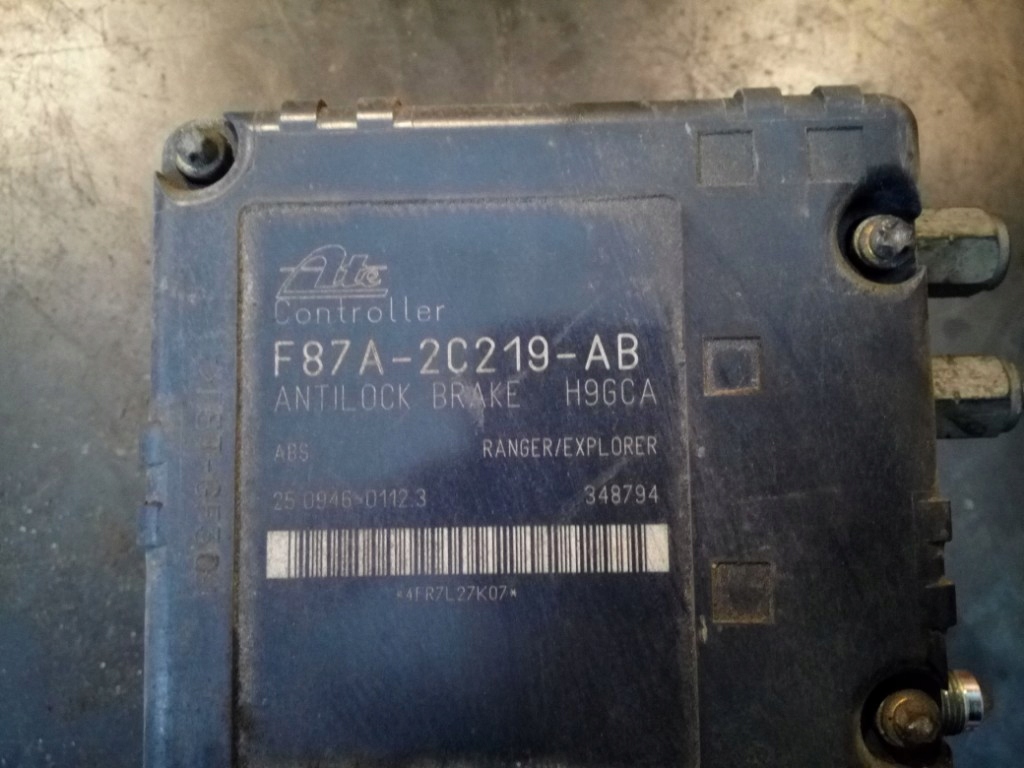 Ate
Controller
F87A-2C219-AB
ANTILOCK BRAKE H9GCA
ABS RANGER/EXPLORER
25.0946-0112.3 348794
*4FR7L27K07*